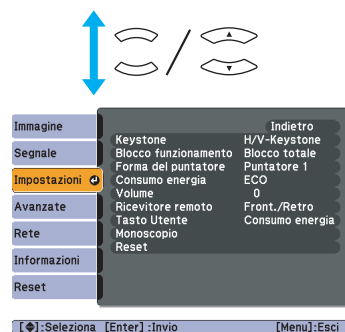 Immagine
Segnale
Impostazioni
Avanzate
Rete
Informazioni
Reset
Indietro
Keystone H/V-Keystone
Blocco funzionamento Blocco totale
Forma del puntatore Puntatore 1
Consumo energia ECO
Volume 0
Ricevitore remoto Front./Retro
Tasto Utente Consumo energia
Monoscopio
Reset
[◆]:Seleziona [Enter] :Invio [Menu]:Esci